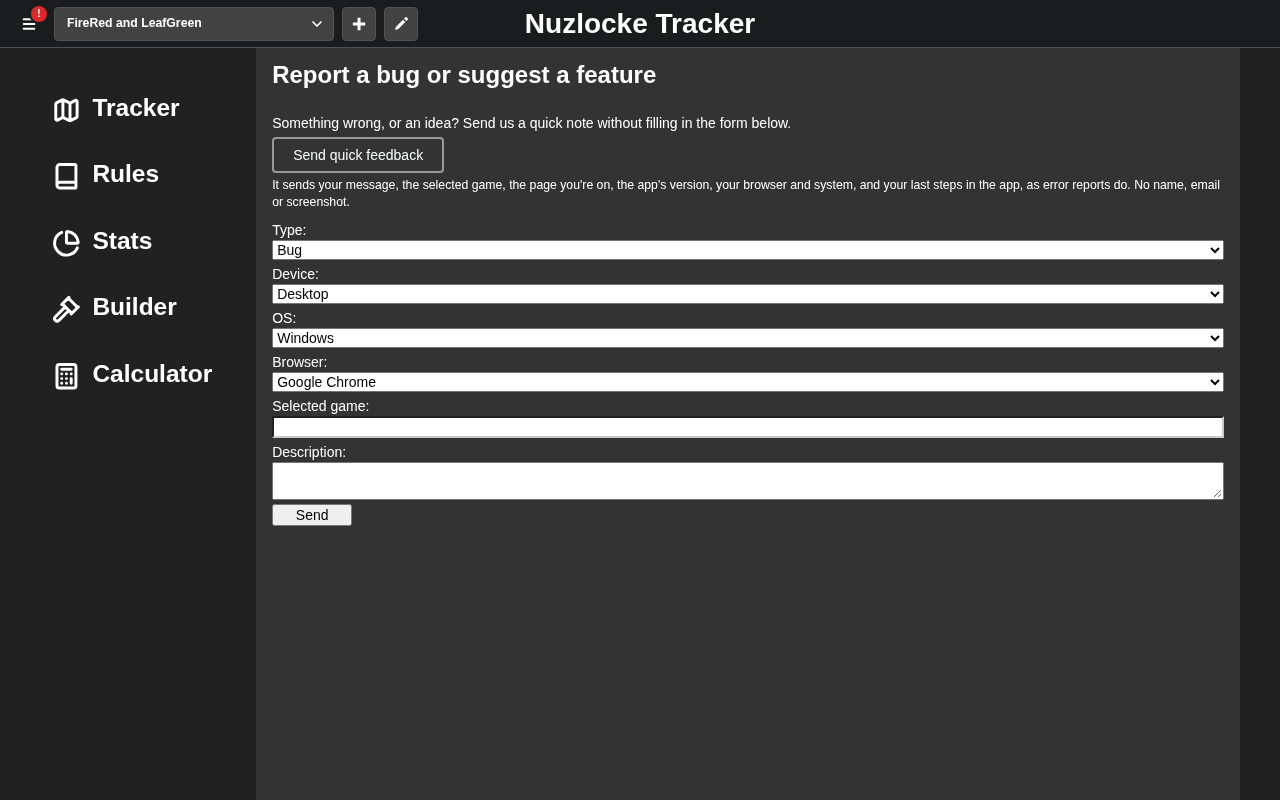 !
FireRed and LeafGreen
Nuzlocke Tracker
Tracker
Rules
Stats
Builder
Calculator
Report a bug or suggest a feature
Something wrong, or an idea? Send us a quick note without filling in the form below.
Send quick feedback
It sends your message, the selected game, the page you're on, the app's version, your browser and system, and your last steps in the app, as error reports do. No name, email
or screenshot.
Type:
Bug
Device:
Desktop
OS:
Windows
Browser:
Google Chrome
Selected game:
Description:
Send